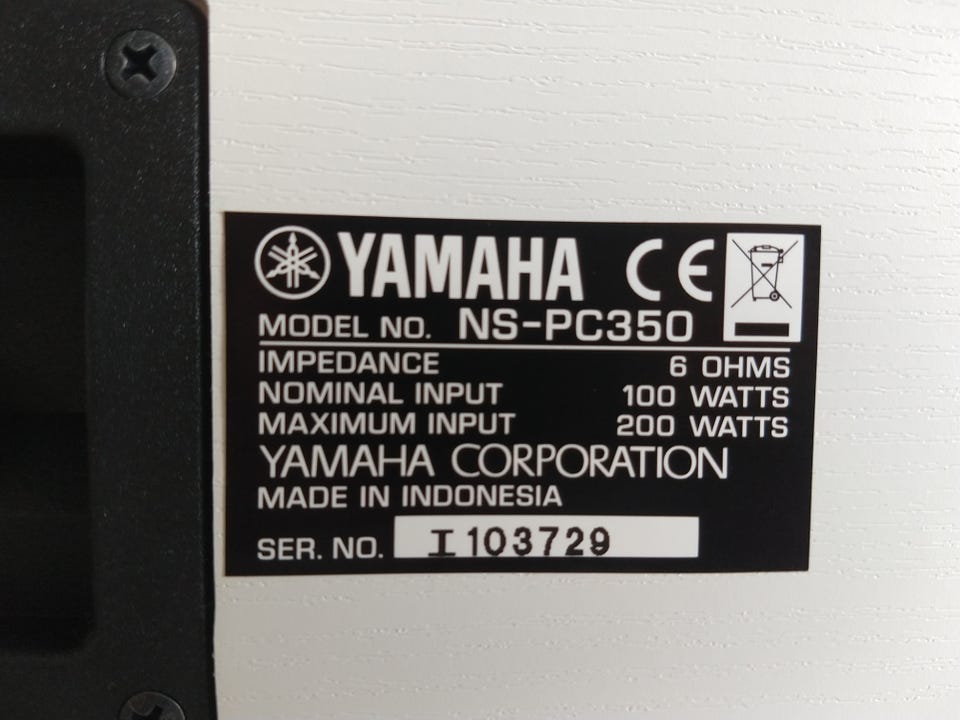 YAMAHA CE
MODEL NO. NS-PC350
IMPEDANCE 6 OHMS
NOMINAL INPUT 100 WATTS
MAXIMUM INPUT 200 WATTS
YAMAHA CORPORATION
MADE IN INDONESIA
SER. NO. I103729